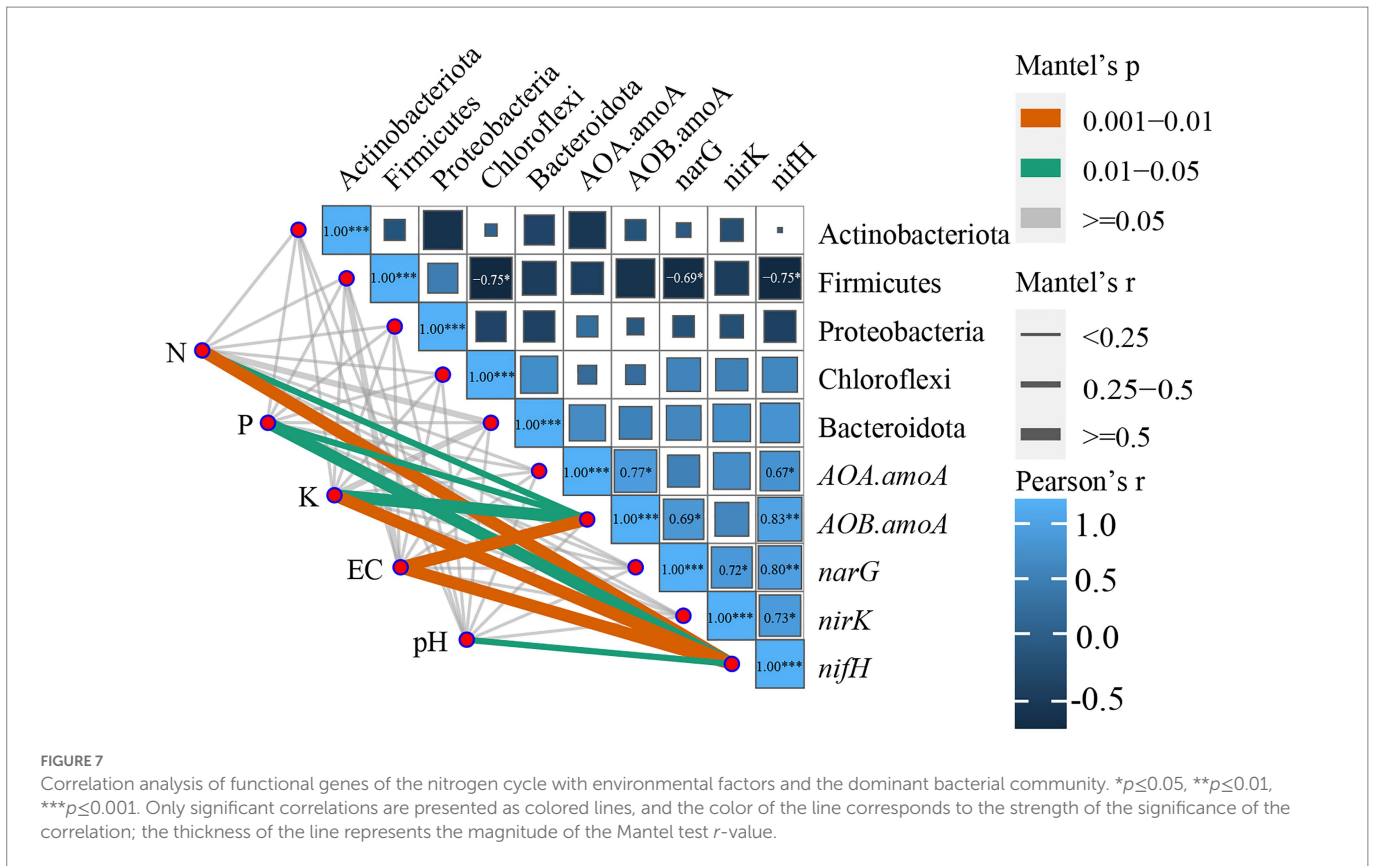 Actinobacteriota
Firmicutes
Proteobacteria
Chloroflexi
Bacteroidota
AOA.amoA
AOB.amoA
narG
nirK
nifH
1.00*** Actinobacteriota
1.00*** −0.75* −0.69* −0.75* Firmicutes
1.00*** Proteobacteria
1.00*** Chloroflexi
1.00*** Bacteroidota
1.00*** 0.77* 0.67* AOA.amoA
1.00*** 0.69* 0.83** AOB.amoA
1.00*** 0.72* 0.80** narG
1.00*** 0.73* nirK
1.00*** nifH
N
P
K
EC
pH
Mantel's p
0.001−0.01
0.01−0.05
>=0.05
Mantel's r
<0.25
0.25−0.5
>=0.5
Pearson's r
1.0
0.5
0.0
-0.5
FIGURE 7
Correlation analysis of functional genes of the nitrogen cycle with environmental factors and the dominant bacterial community. *p≤0.05, **p≤0.01,
***p≤0.001. Only significant correlations are presented as colored lines, and the color of the line corresponds to the strength of the significance of the
correlation; the thickness of the line represents the magnitude of the Mantel test r-value.